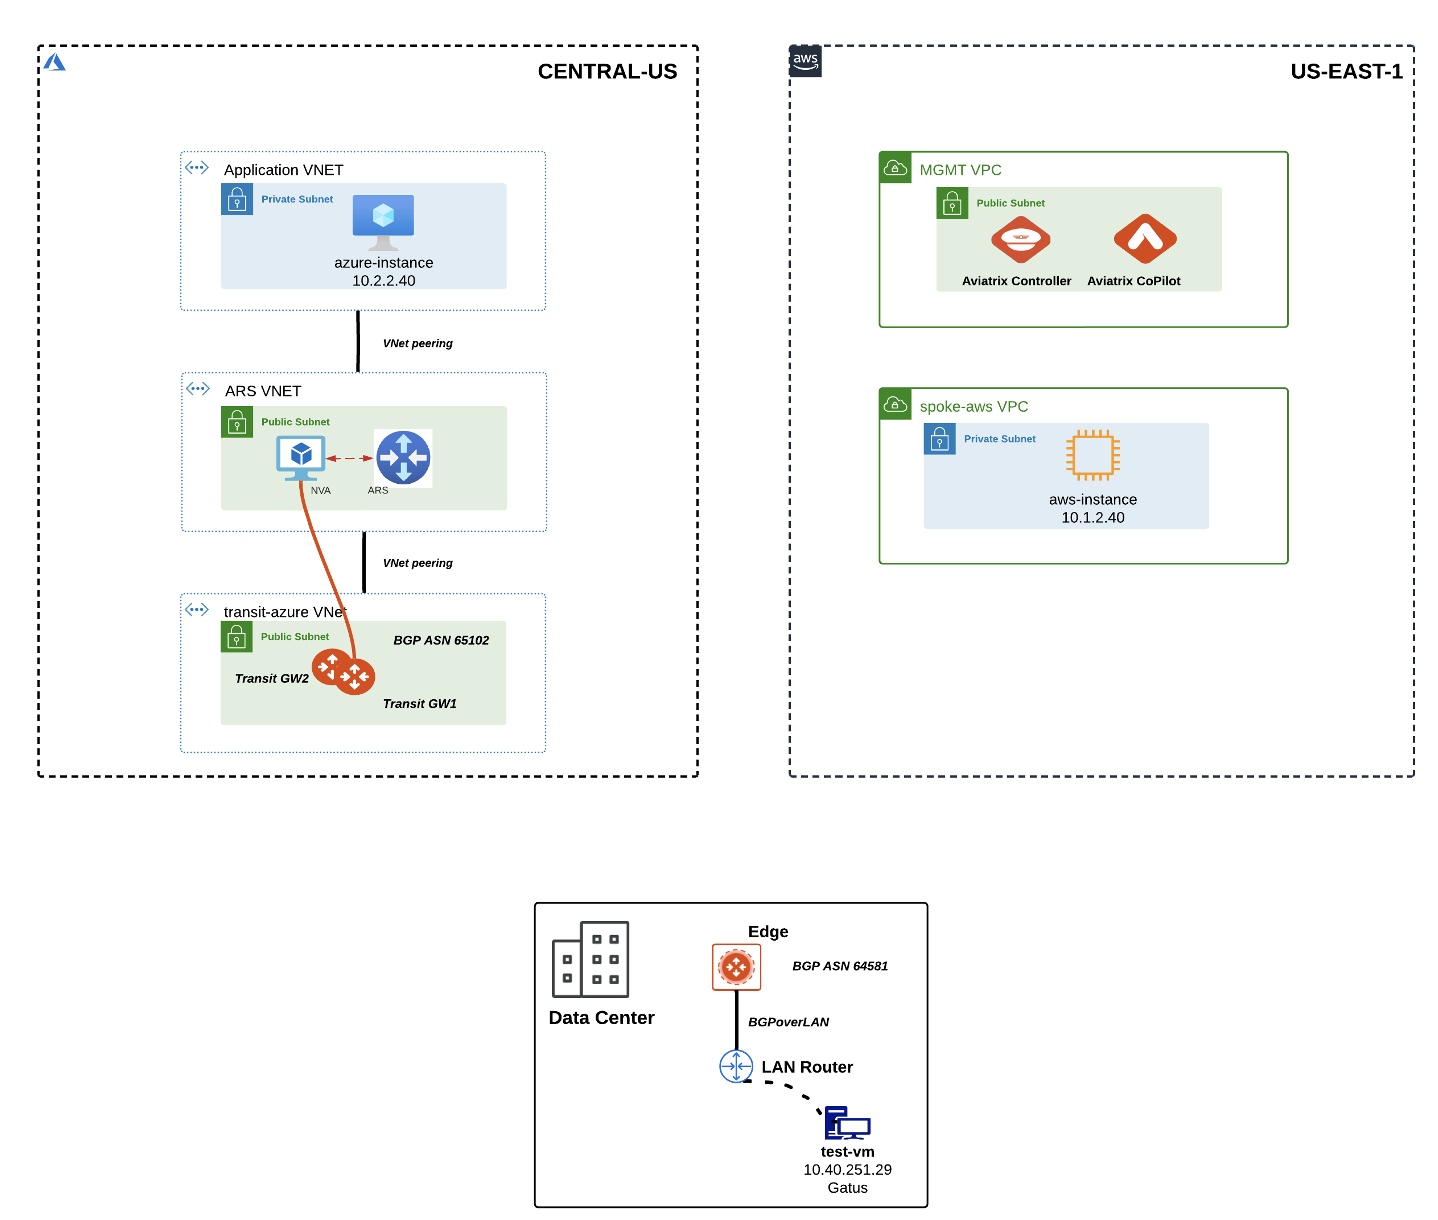 CENTRAL-US
Application VNET
Private Subnet
azure-instance
10.2.2.40
VNet peering
ARS VNET
Public Subnet
NVA
ARS
VNet peering
transit-azure VNet
Public Subnet
BGP ASN 65102
Transit GW2
Transit GW1
aws
US-EAST-1
MGMT VPC
Public Subnet
Aviatrix Controller
Aviatrix CoPilot
spoke-aws VPC
Private Subnet
aws-instance
10.1.2.40
Edge
BGP ASN 64581
Data Center
BGPoverLAN
LAN Router
test-vm
10.40.251.29
Gatus